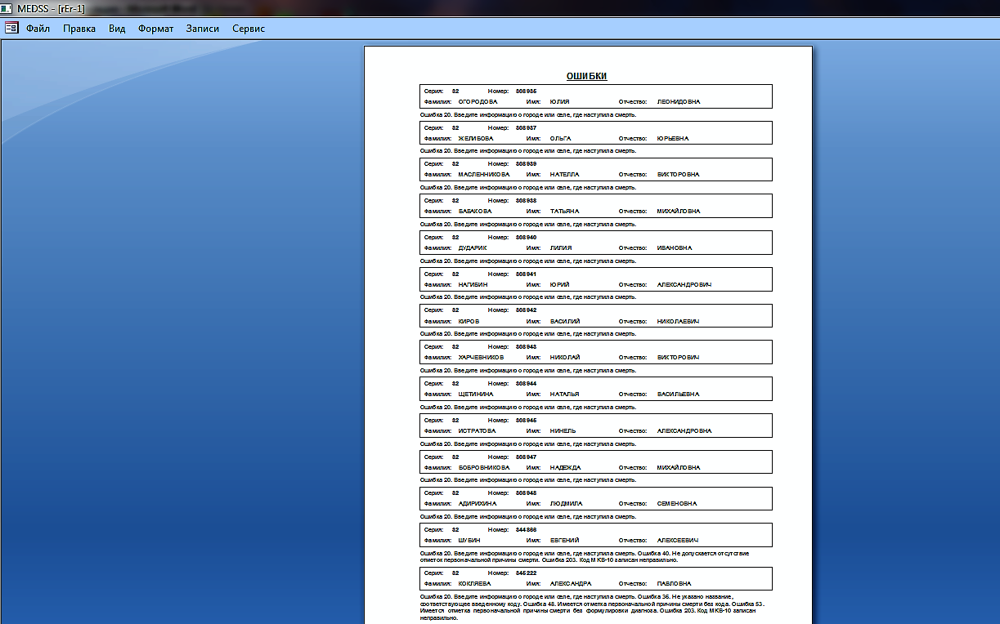 MEDSS - [rEr-1]
Файл Правка Вид Формат Записи Сервис
ОШИБКИ
Серия: 32 Номер: 308935
Фамилия: ОГОРОДОВА Имя: ЮЛИЯ Отчество: ЛЕОНИДОВНА
Ошибка 20. Введите информацию о городе или селе, где наступила смерть.
Серия: 32 Номер: 308937
Фамилия: ЖЕЛИБОВА Имя: ОЛЬГА Отчество: ЮРЬЕВНА
Ошибка 20. Введите информацию о городе или селе, где наступила смерть.
Серия: 32 Номер: 308939
Фамилия: МАСЛЕННИКОВА Имя: НАТЕЛЛА Отчество: ВИКТОРОВНА
Ошибка 20. Введите информацию о городе или селе, где наступила смерть.
Серия: 32 Номер: 308938
Фамилия: БАБАКОВА Имя: ТАТЬЯНА Отчество: МИХАЙЛОВНА
Ошибка 20. Введите информацию о городе или селе, где наступила смерть.
Серия: 32 Номер: 308940
Фамилия: ДУДАРИК Имя: ЛИЛИЯ Отчество: ИВАНОВНА
Ошибка 20. Введите информацию о городе или селе, где наступила смерть.
Серия: 32 Номер: 308941
Фамилия: НАГИБИН Имя: ЮРИЙ Отчество: АЛЕКСАНДРОВИЧ
Ошибка 20. Введите информацию о городе или селе, где наступила смерть.
Серия: 32 Номер: 308942
Фамилия: КИРОВ Имя: ВАСИЛИЙ Отчество: НИКОЛАЕВИЧ
Ошибка 20. Введите информацию о городе или селе, где наступила смерть.
Серия: 32 Номер: 308943
Фамилия: ХАРЧЕВНИКОВ Имя: НИКОЛАЙ Отчество: ВИКТОРОВИЧ
Ошибка 20. Введите информацию о городе или селе, где наступила смерть.
Серия: 32 Номер: 308944
Фамилия: ЩЕТИНИНА Имя: НАТАЛЬЯ Отчество: ВАСИЛЬЕВНА
Ошибка 20. Введите информацию о городе или селе, где наступила смерть.
Серия: 32 Номер: 308945
Фамилия: ИСТРАТОВА Имя: НИНЕЛЬ Отчество: АЛЕКСАНДРОВНА
Ошибка 20. Введите информацию о городе или селе, где наступила смерть.
Серия: 32 Номер: 308947
Фамилия: БОБРОВНИКОВА Имя: НАДЕЖДА Отчество: МИХАЙЛОВНА
Ошибка 20. Введите информацию о городе или селе, где наступила смерть.
Серия: 32 Номер: 308948
Фамилия: АДИРИХИНА Имя: ЛЮДМИЛА Отчество: СЕМЕНОВНА
Ошибка 20. Введите информацию о городе или селе, где наступила смерть.
Серия: 32 Номер: 344866
Фамилия: ШУБИН Имя: ЕВГЕНИЙ Отчество: АЛЕКСЕЕВИЧ
Ошибка 20. Введите информацию о городе или селе, где наступила смерть. Ошибка 40. Не допускается отсутствие
отметок первоначальной причины смерти. Ошибка 203. Код МКБ-10 записан неправильно.
Серия: 32 Номер: 345222
Фамилия: КОКЛЯЕВА Имя: АЛЕКСАНДРА Отчество: ПАВЛОВНА
Ошибка 20. Введите информацию о городе или селе, где наступила смерть. Ошибка 36. Не указано название,
соответствующее введенному коду. Ошибка 48. Имеется отметка первоначальной причины смерти без кода. Ошибка 53.
Имеется отметка первоначальной причины смерти без формулировки диагноза. Ошибка 203. Код МКБ-10 записан
неправильно.